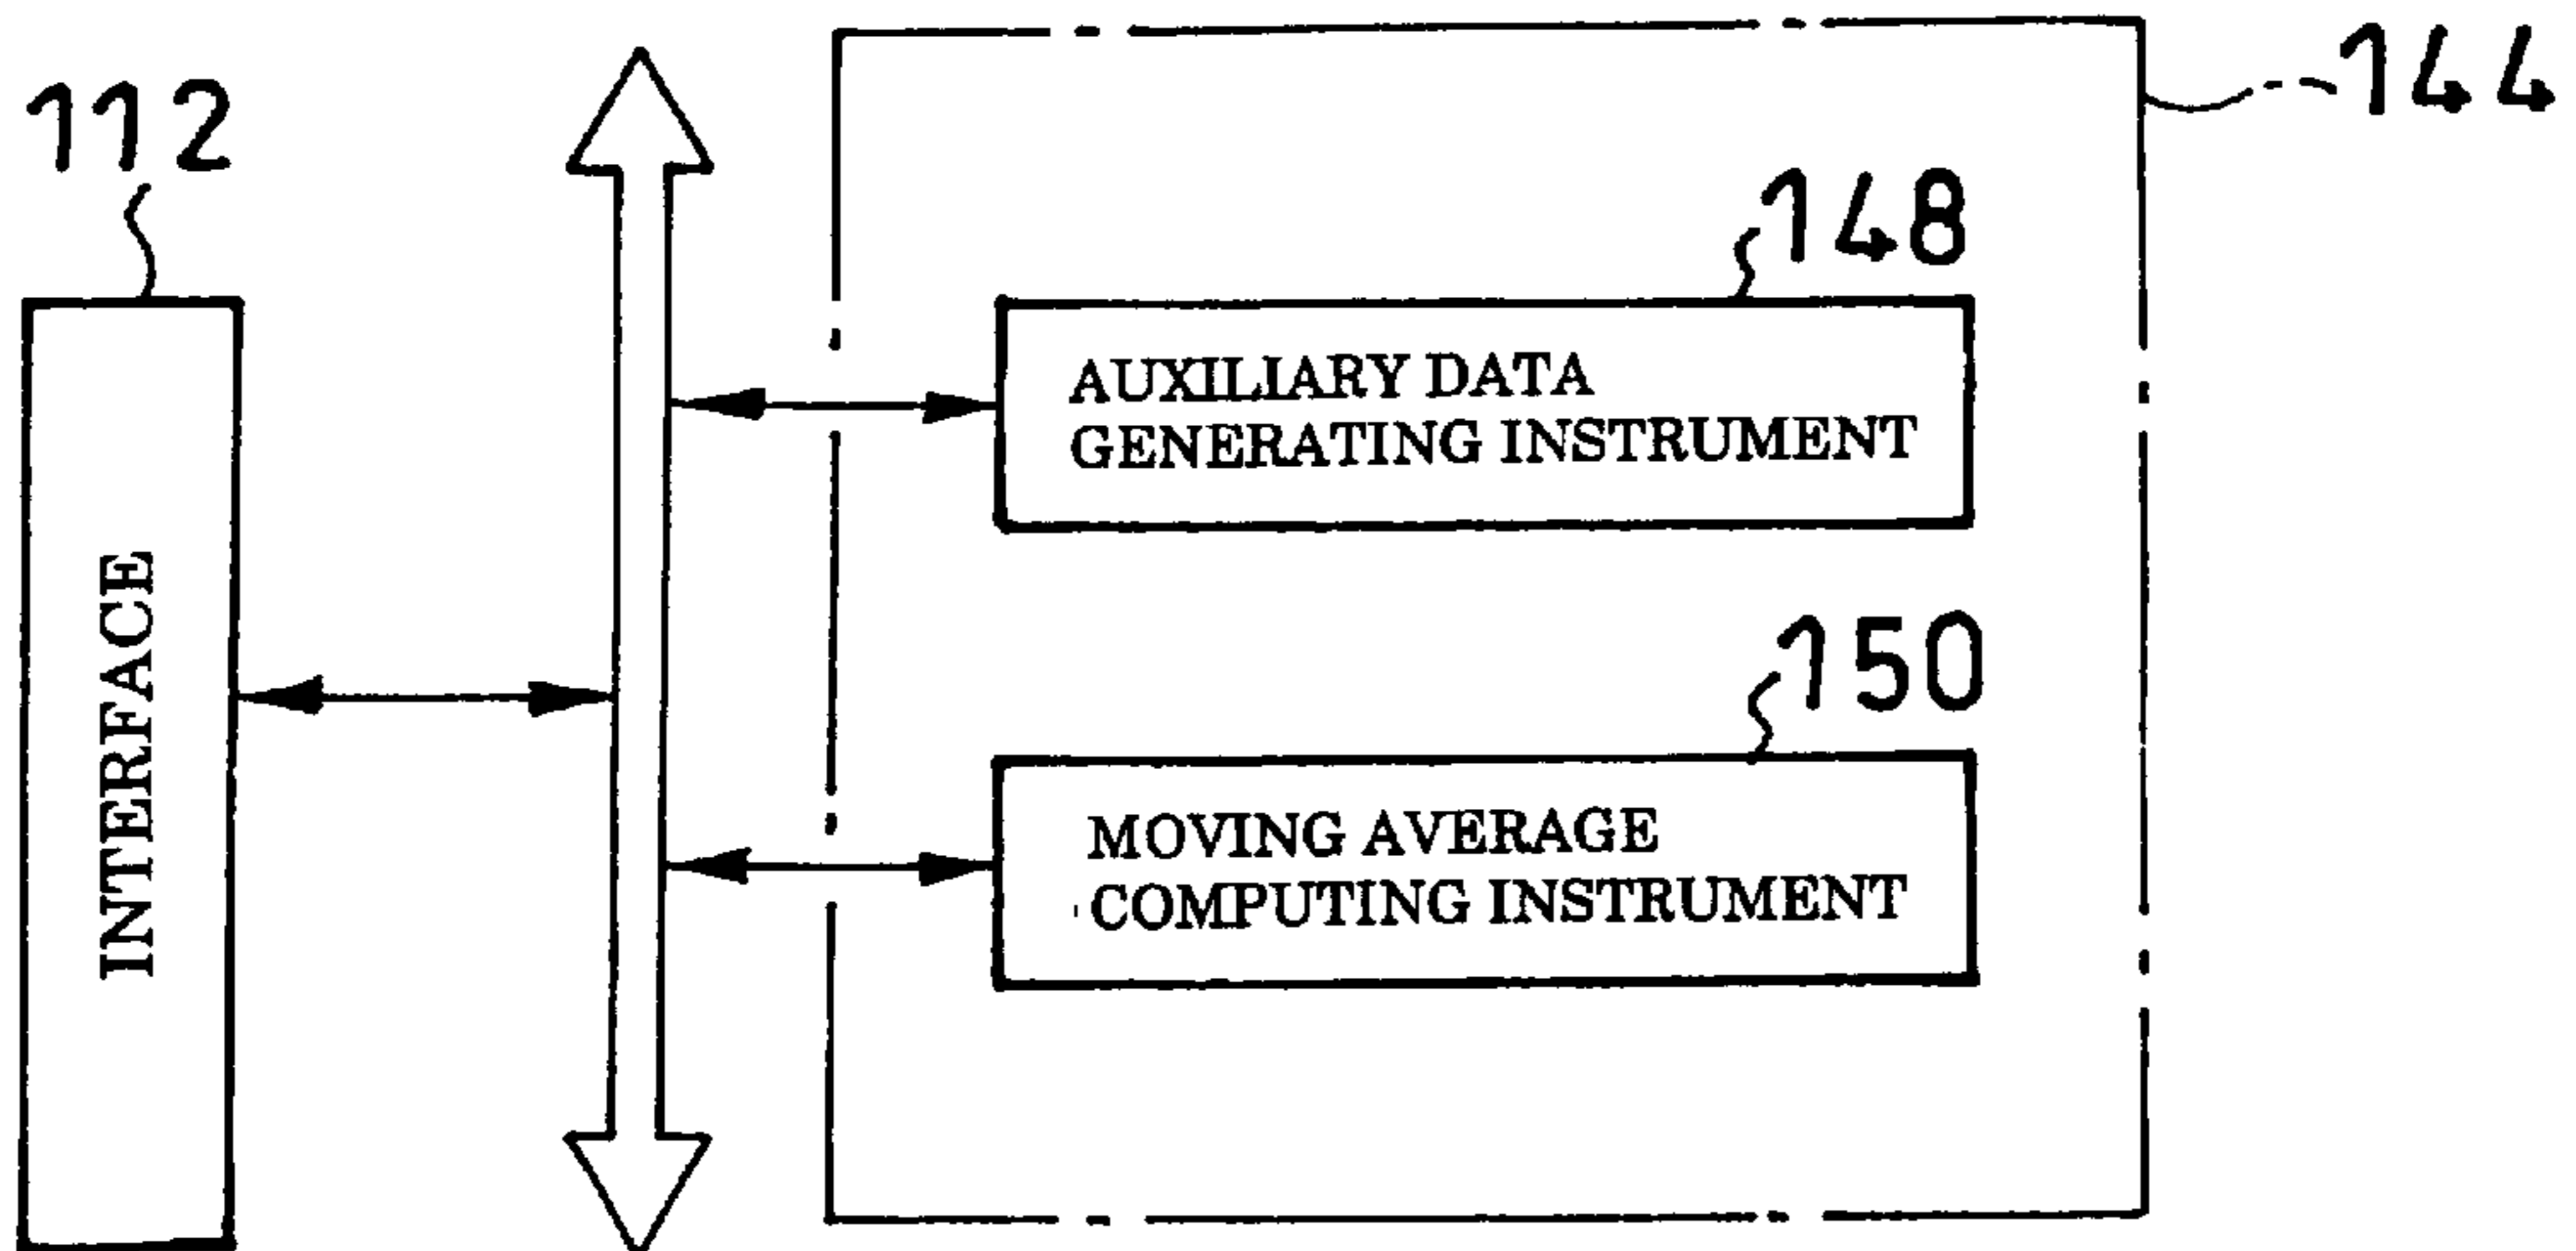 112
144
148
AUXILIARY DATA
GENERATING INSTRUMENT
INTERFACE
150
MOVING AVERAGE
COMPUTING INSTRUMENT